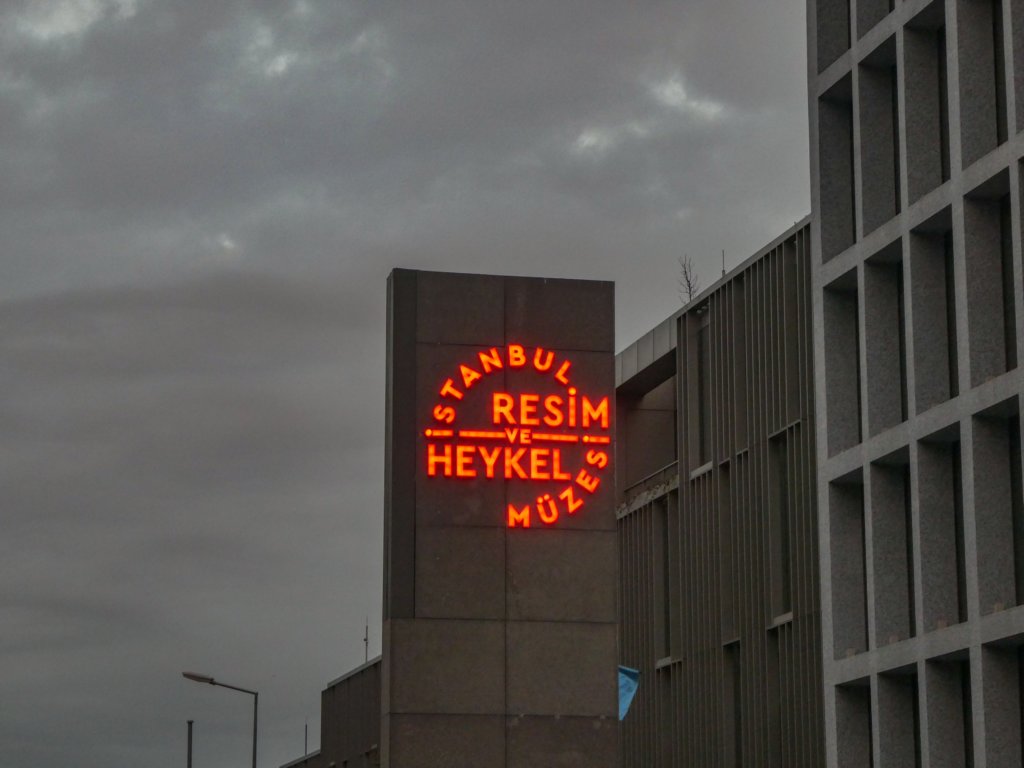 İSTANBUL
RESİM
VE
HEYKEL
MÜZESİ